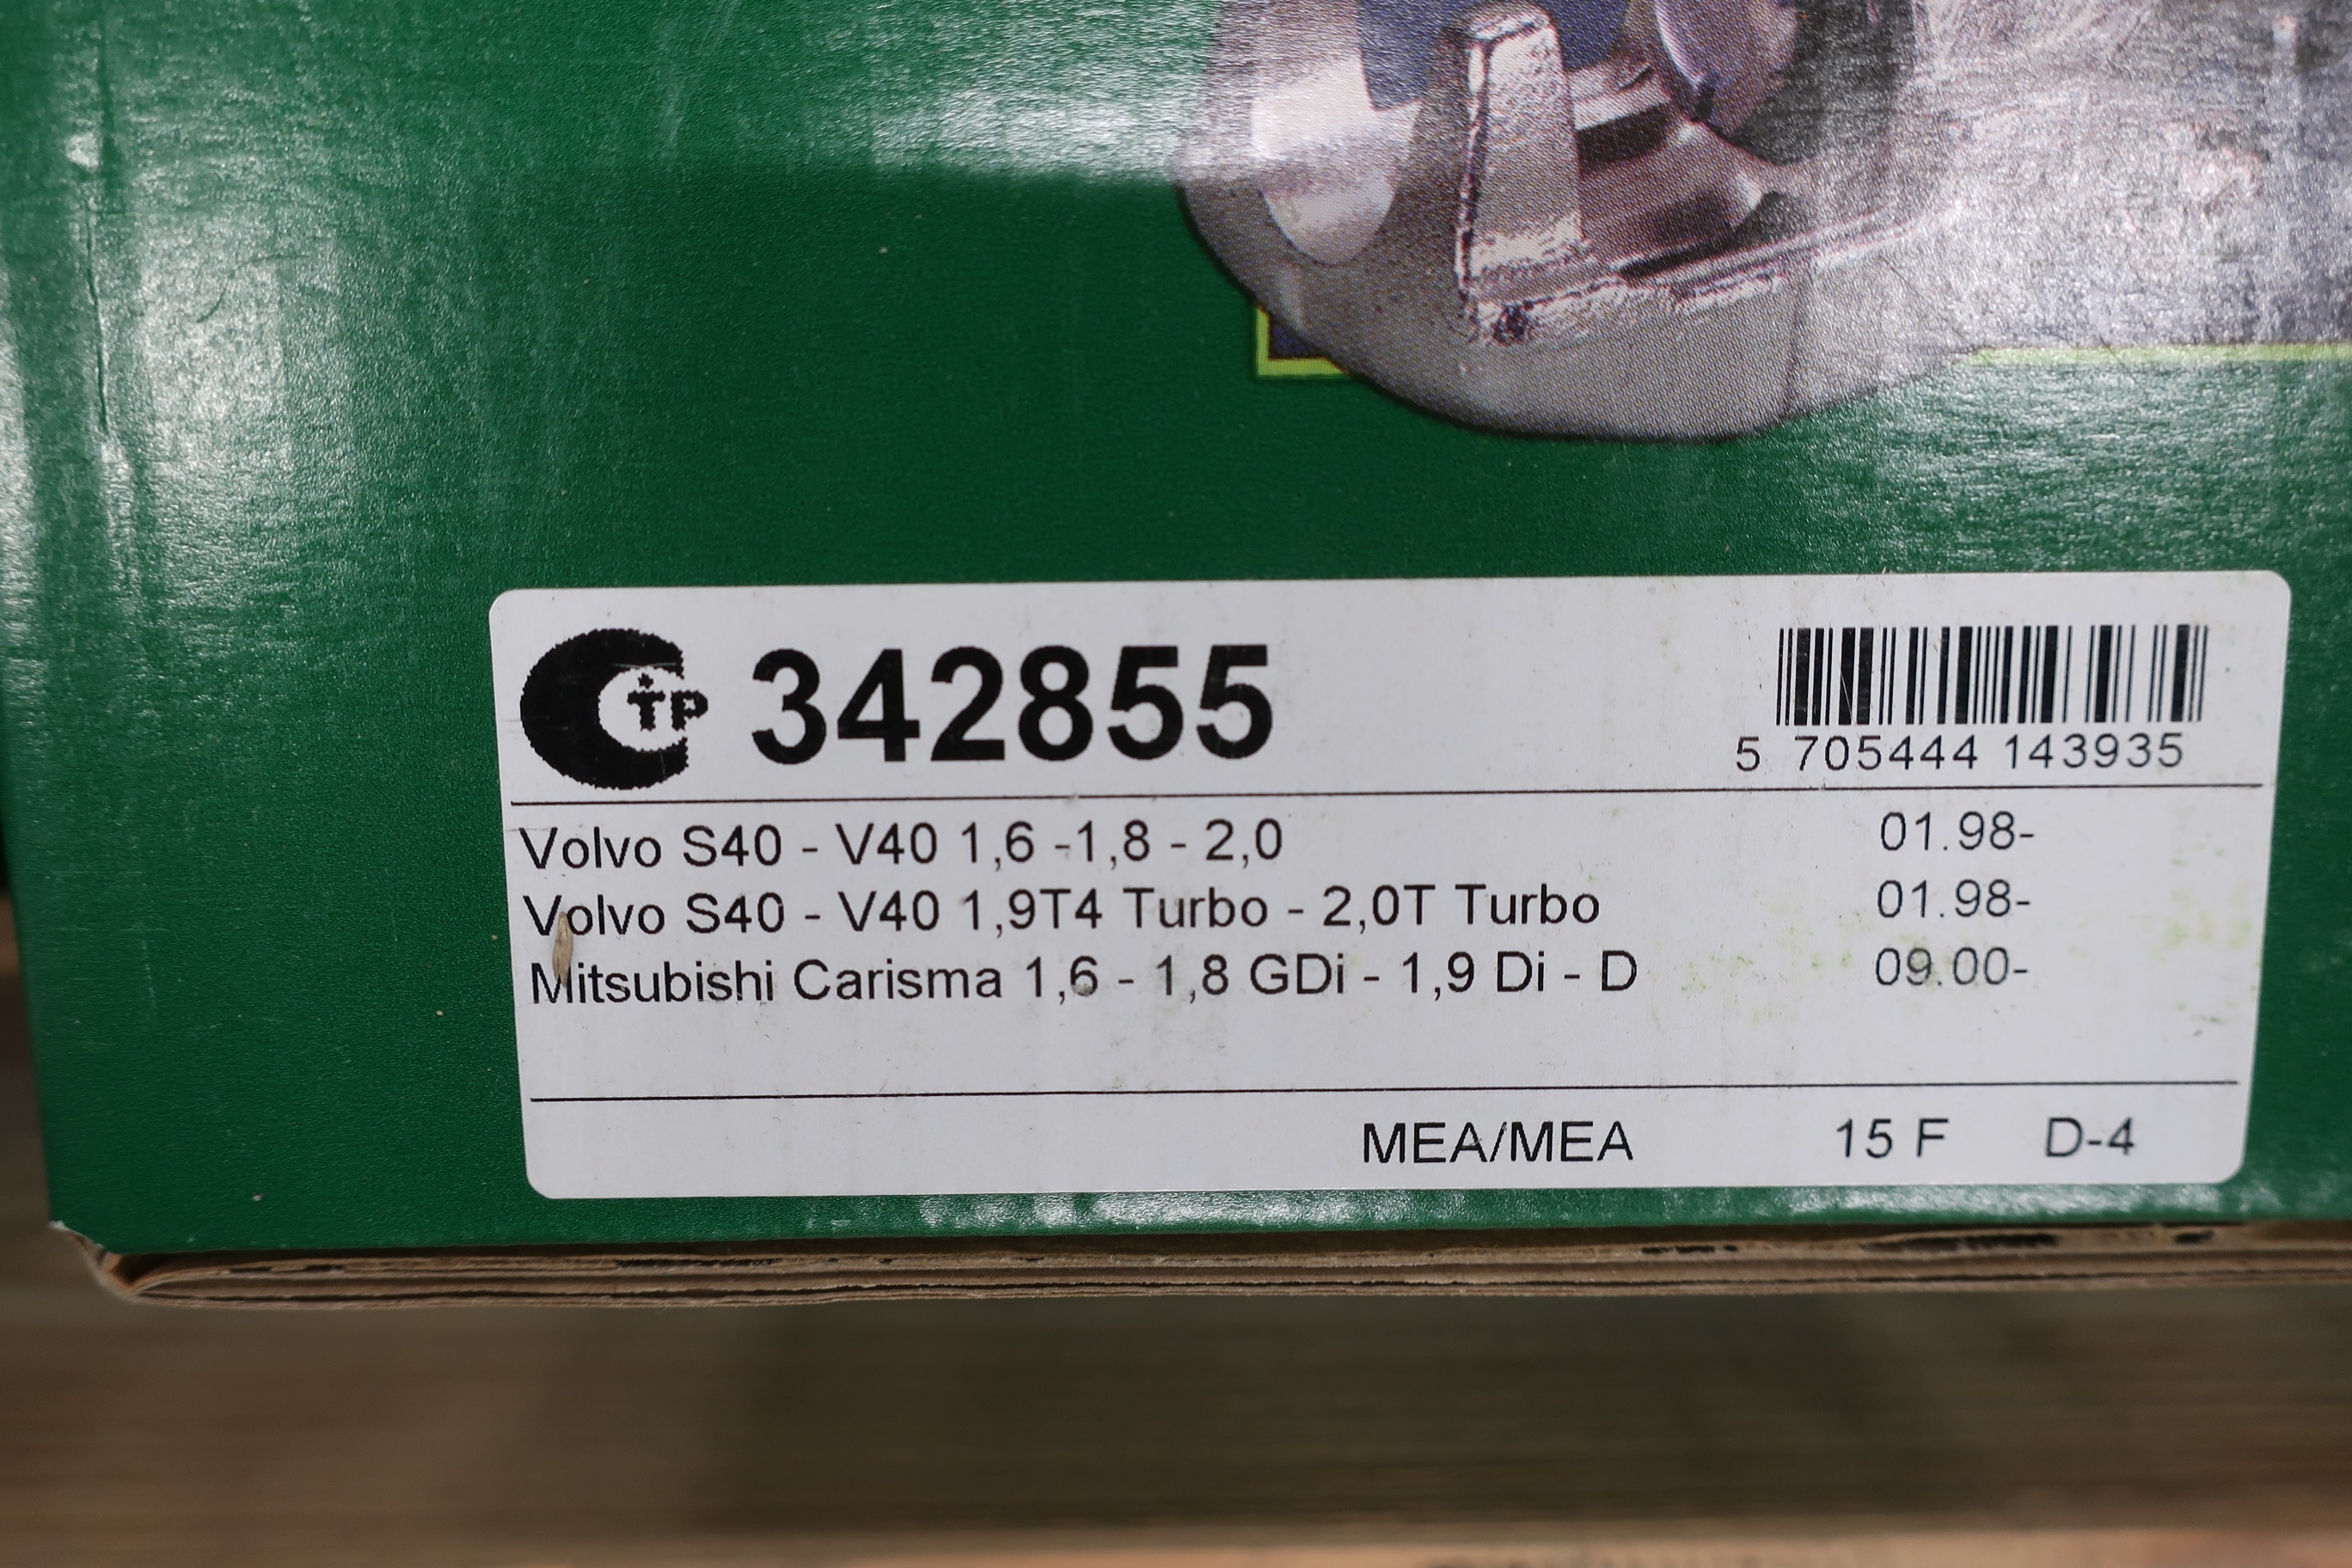 CTP 342855
5 705444 143935
Volvo S40 - V40 1,6 -1,8 - 2,0 01.98-
Volvo S40 - V40 1,9T4 Turbo - 2,0T Turbo 01.98-
Mitsubishi Carisma 1,6 - 1,8 GDi - 1,9 Di - D 09.00-
MEA/MEA 15 F D-4